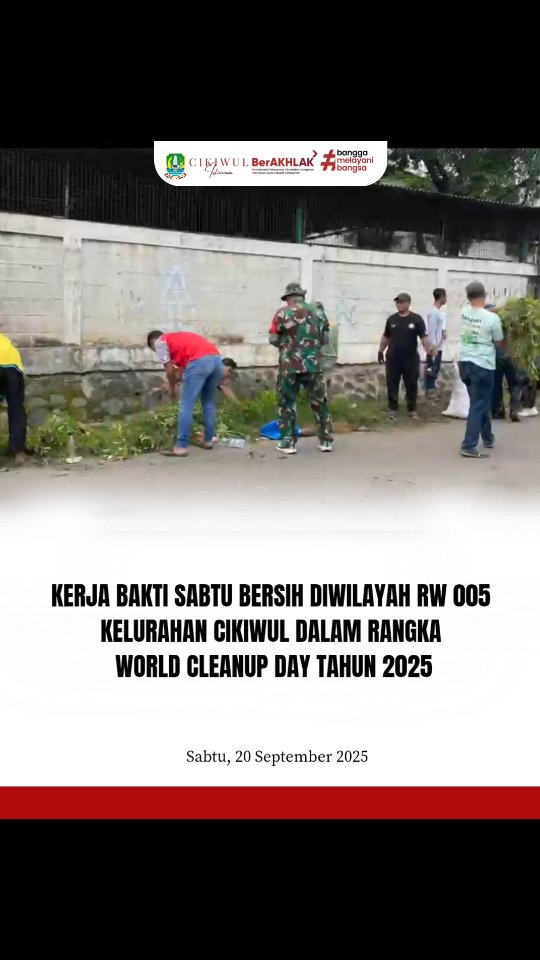 CIKIWUL
BerAKHLAK
#bangga
melayani
bangsa
KERJA BAKTI SABTU BERSIH DIWILAYAH RW 005
KELURAHAN CIKIWUL DALAM RANGKA
WORLD CLEANUP DAY TAHUN 2025
Sabtu, 20 September 2025